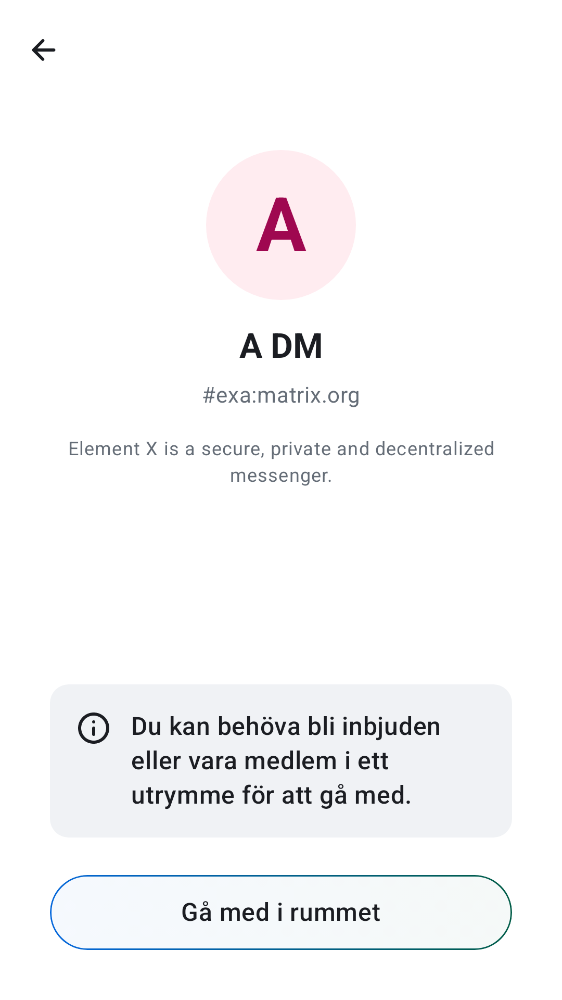 A
A DM
#exa:matrix.org
Element X is a secure, private and decentralized
messenger.
Du kan behöva bli inbjuden
eller vara medlem i ett
utrymme för att gå med.
Gå med i rummet